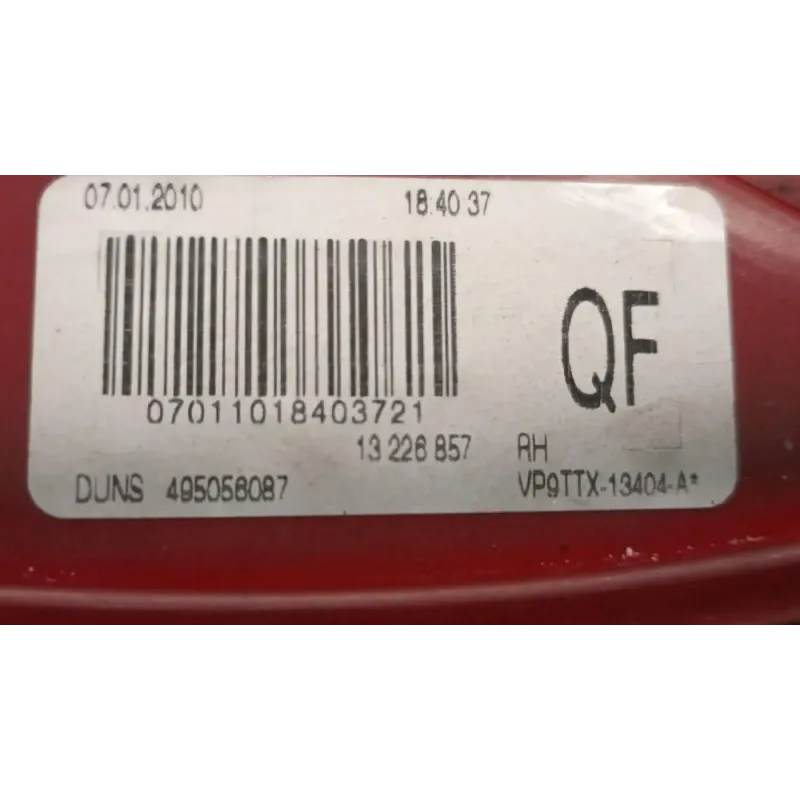 07.01.2010 18:40:37
QF
07011018403721
13 226 857 RH
DUNS 495056087 VP9TTX-13404-A*